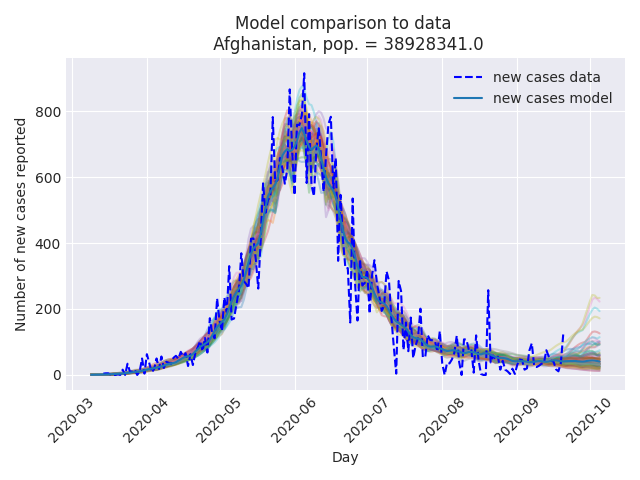 Model comparison to data
Afghanistan, pop. = 38928341.0
new cases data
new cases model
Number of new cases reported
800
600
400
200
0
2020-03
2020-04
2020-05
2020-06
2020-07
2020-08
2020-09
2020-10
Day